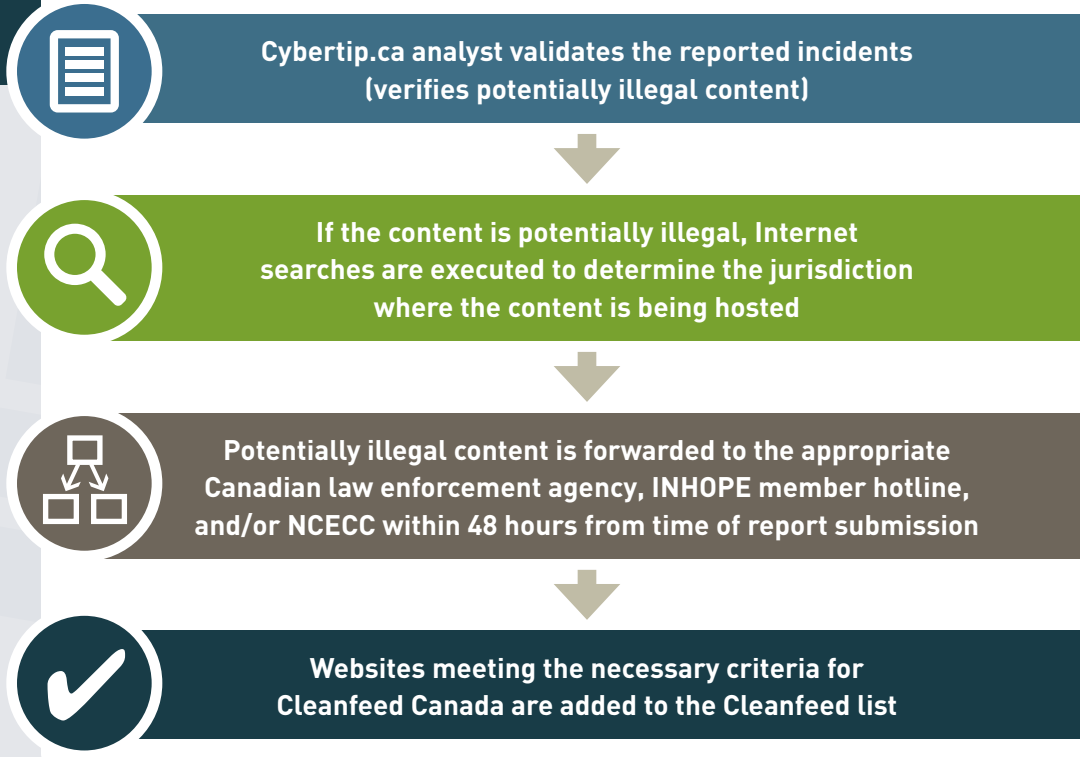 Cybertip.ca analyst validates the reported incidents
(verifies potentially illegal content)
If the content is potentially illegal, Internet
searches are executed to determine the jurisdiction
where the content is being hosted
Potentially illegal content is forwarded to the appropriate
Canadian law enforcement agency, INHOPE member hotline,
and/or NCECC within 48 hours from time of report submission
Websites meeting the necessary criteria for
Cleanfeed Canada are added to the Cleanfeed list